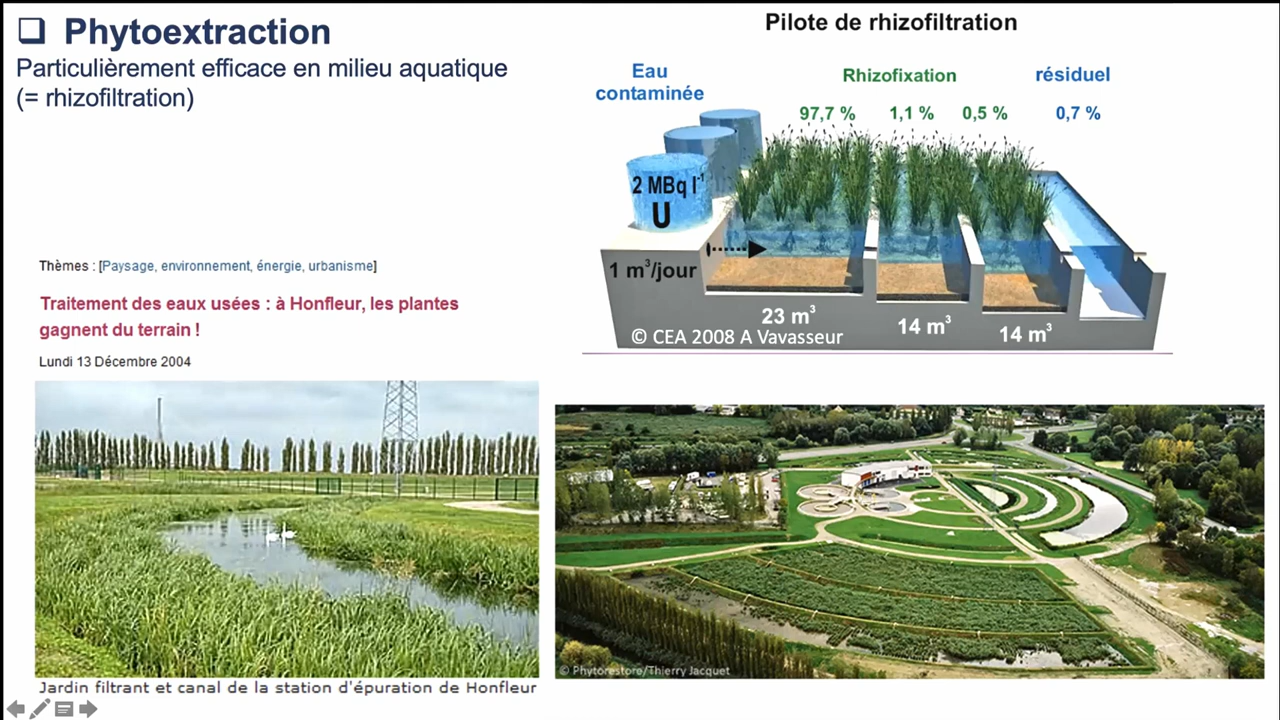 Phytoextraction
Particulièrement efficace en milieu aquatique
(= rhizofiltration)
Pilote de rhizofiltration
Eau
contaminée
Rhizofixation
résiduel
97,7 % 1,1 % 0,5 % 0,7 %
2 MBq l⁻¹
U
1 m³/jour
23 m³
14 m³
14 m³
© CEA 2008 A Vavasseur
Thèmes : [Paysage, environnement, énergie, urbanisme]
Traitement des eaux usées : à Honfleur, les plantes
gagnent du terrain !
Lundi 13 Décembre 2004
© Phytorestore/Thierry Jacquet
Jardin filtrant et canal de la station d'épuration de Honfleur